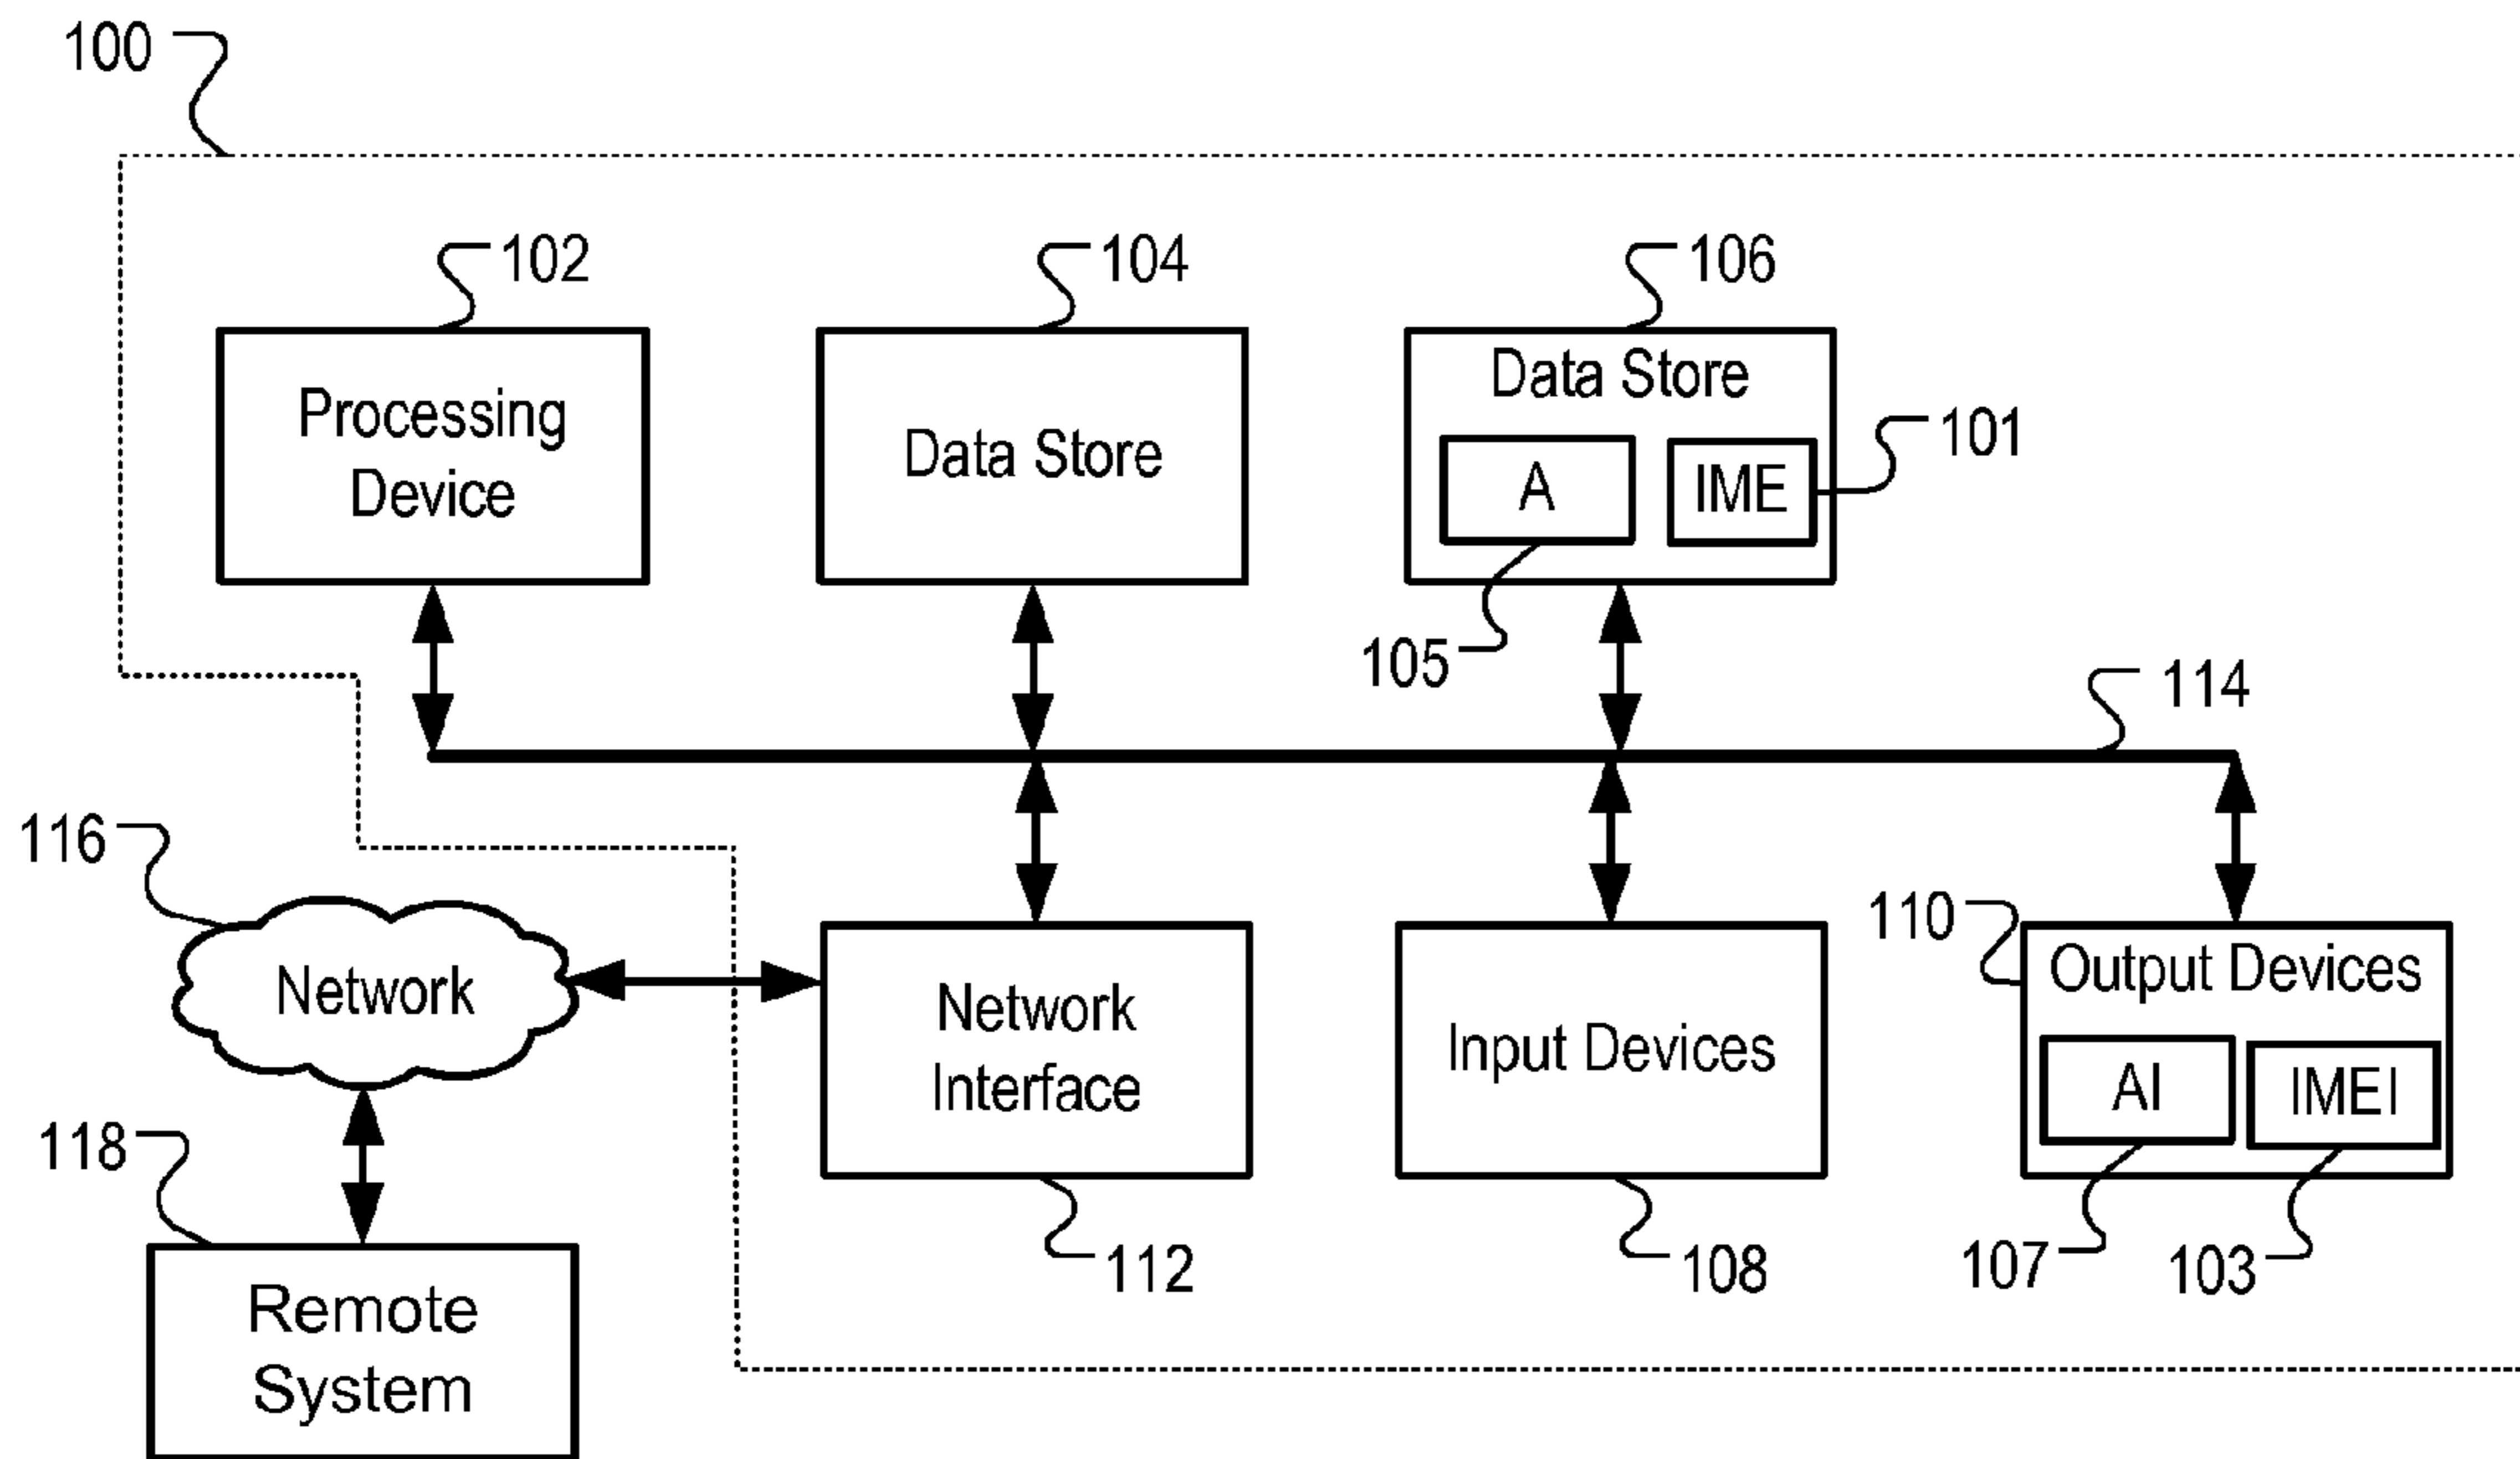 100
102
104
106
Processing
Device
Data Store
Data Store
A
IME
101
105
114
116
Network
Network
Interface
Input Devices
110
Output Devices
AI
IMEI
118
Remote
System
112
108
107
103